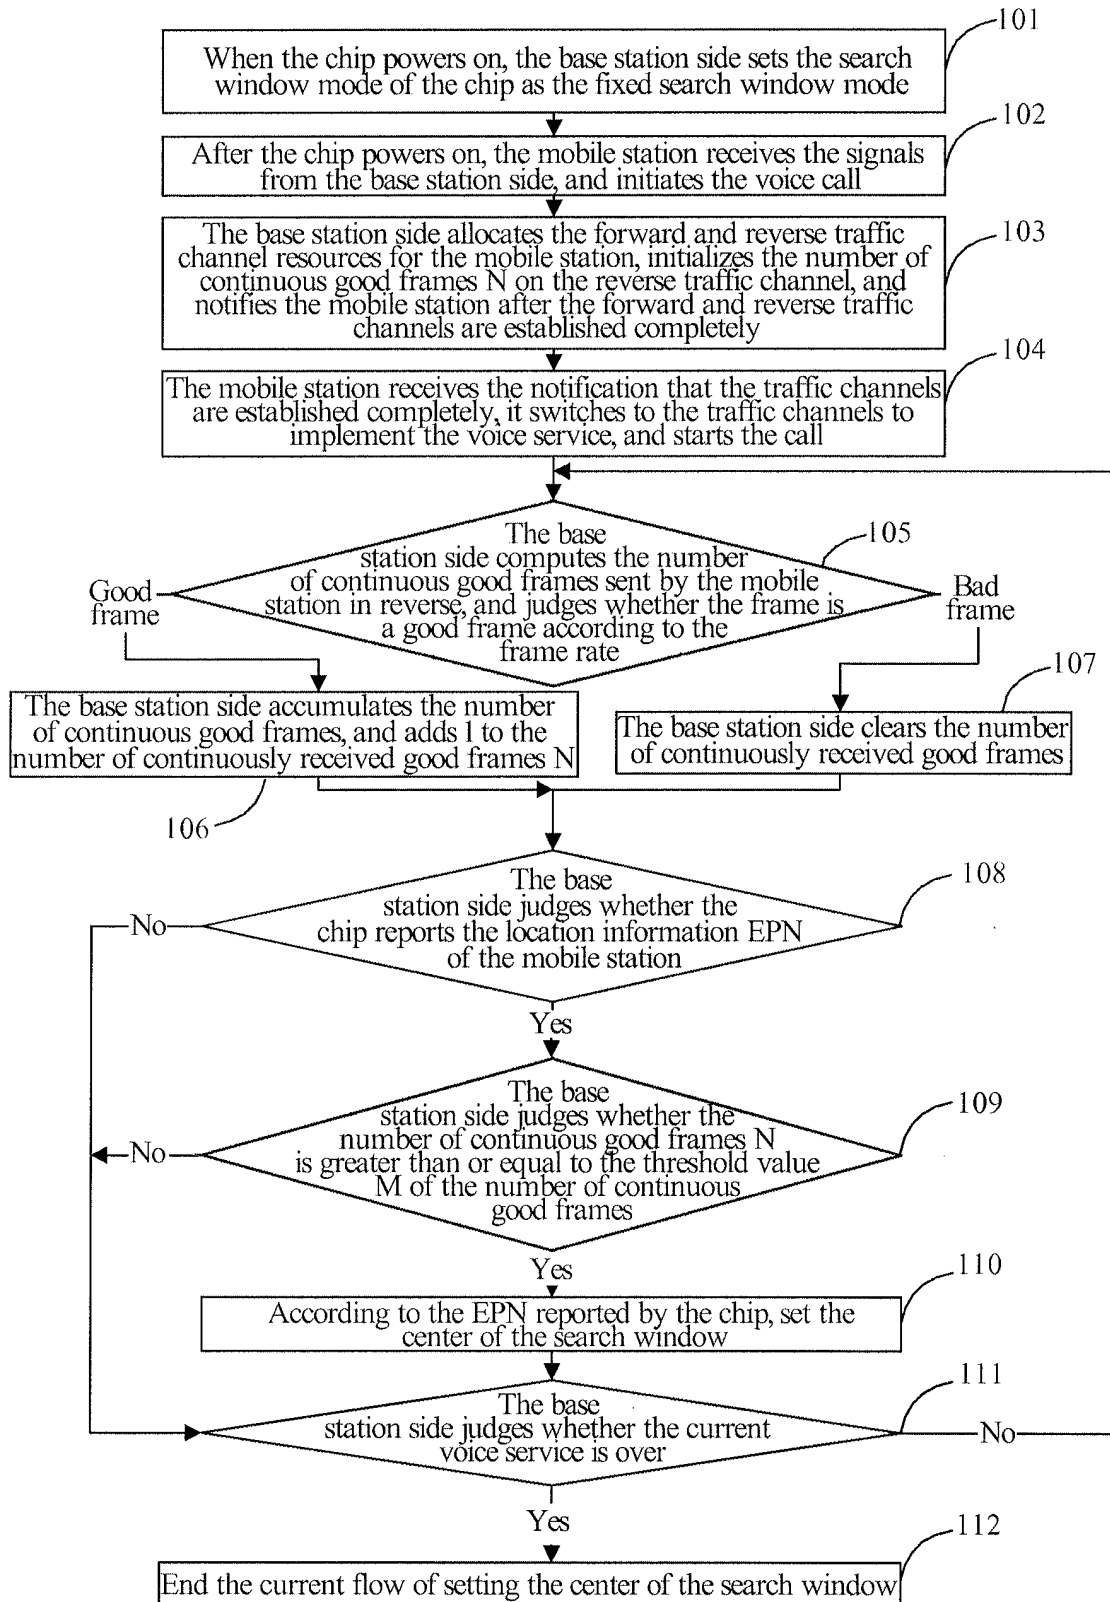 101
When the chip powers on, the base station side sets the search
window mode of the chip as the fixed search window mode
102
After the chip powers on, the mobile station receives the signals
from the base station side, and initiates the voice call
103
The base station side allocates the forward and reverse traffic
channel resources for the mobile station, initializes the number of
continuous good frames N on the reverse traffic channel, and
notifies the mobile station after the forward and reverse traffic
channels are established completely
104
The mobile station receives the notification that the traffic channels
are established completely, it switches to the traffic channels to
implement the voice service, and starts the call
105
The base
station side computes the number
of continuous good frames sent by the mobile
station in reverse, and judges whether the frame is
a good frame according to the
frame rate
Good
frame
Bad
frame
106
The base station side accumulates the number
of continuous good frames, and adds 1 to the
number of continuously received good frames N
107
The base station side clears the number
of continuously received good frames
108
The base
station side judges whether the
chip reports the location information EPN
of the mobile station
No
Yes
109
The base
station side judges whether the
number of continuous good frames N
is greater than or equal to the threshold value
M of the number of continuous
good frames
No
Yes
110
According to the EPN reported by the chip, set the
center of the search window
111
The base
station side judges whether the current
voice service is over
No
Yes
112
End the current flow of setting the center of the search window